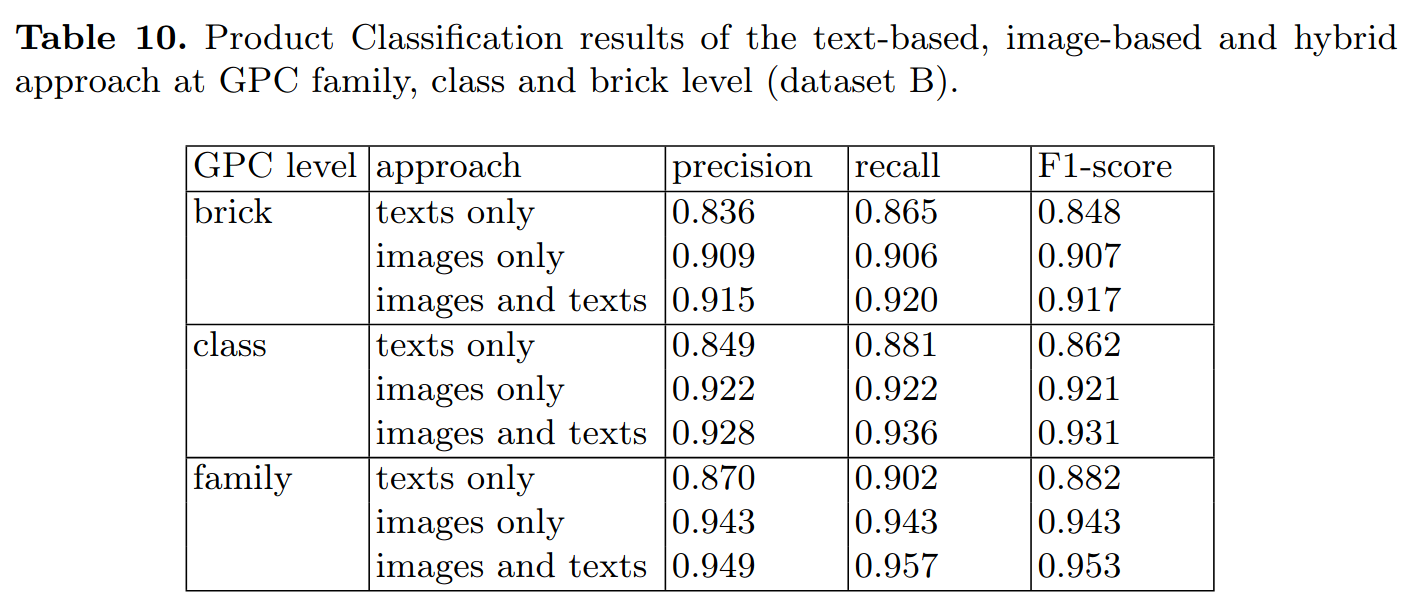 Table 10. Product Classification results of the text-based, image-based and hybrid
approach at GPC family, class and brick level (dataset B).
GPC level approach precision recall F1-score
brick texts only 0.836 0.865 0.848
images only 0.909 0.906 0.907
images and texts 0.915 0.920 0.917
class texts only 0.849 0.881 0.862
images only 0.922 0.922 0.921
images and texts 0.928 0.936 0.931
family texts only 0.870 0.902 0.882
images only 0.943 0.943 0.943
images and texts 0.949 0.957 0.953